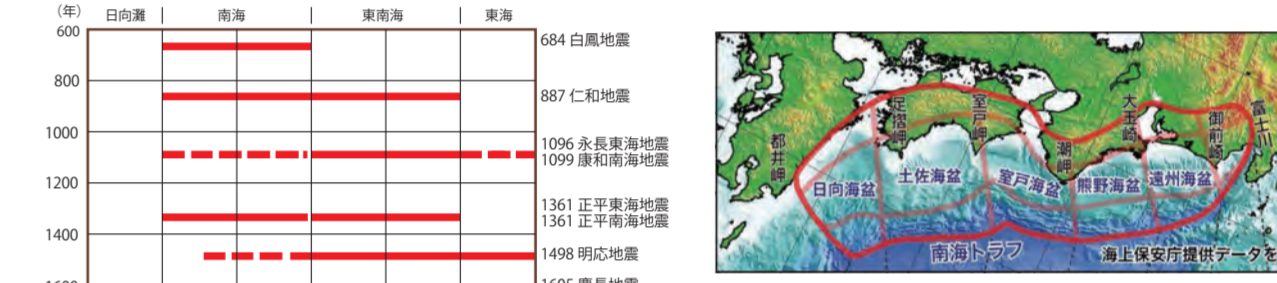 (年)
日向灘 南海 東南海 東海
600
684 白鳳地震
800
887 仁和地震
1000
1096 永長東海地震
1099 康和南海地震
1200
1361 正平東海地震
1361 正平南海地震
1400
1498 明応地震
都井岬
足摺岬
室戸岬
潮岬
大王崎
御前崎
富士川
日向海盆
土佐海盆
室戸海盆
熊野海盆
遠州海盆
南海トラフ
海上保安庁提供データを